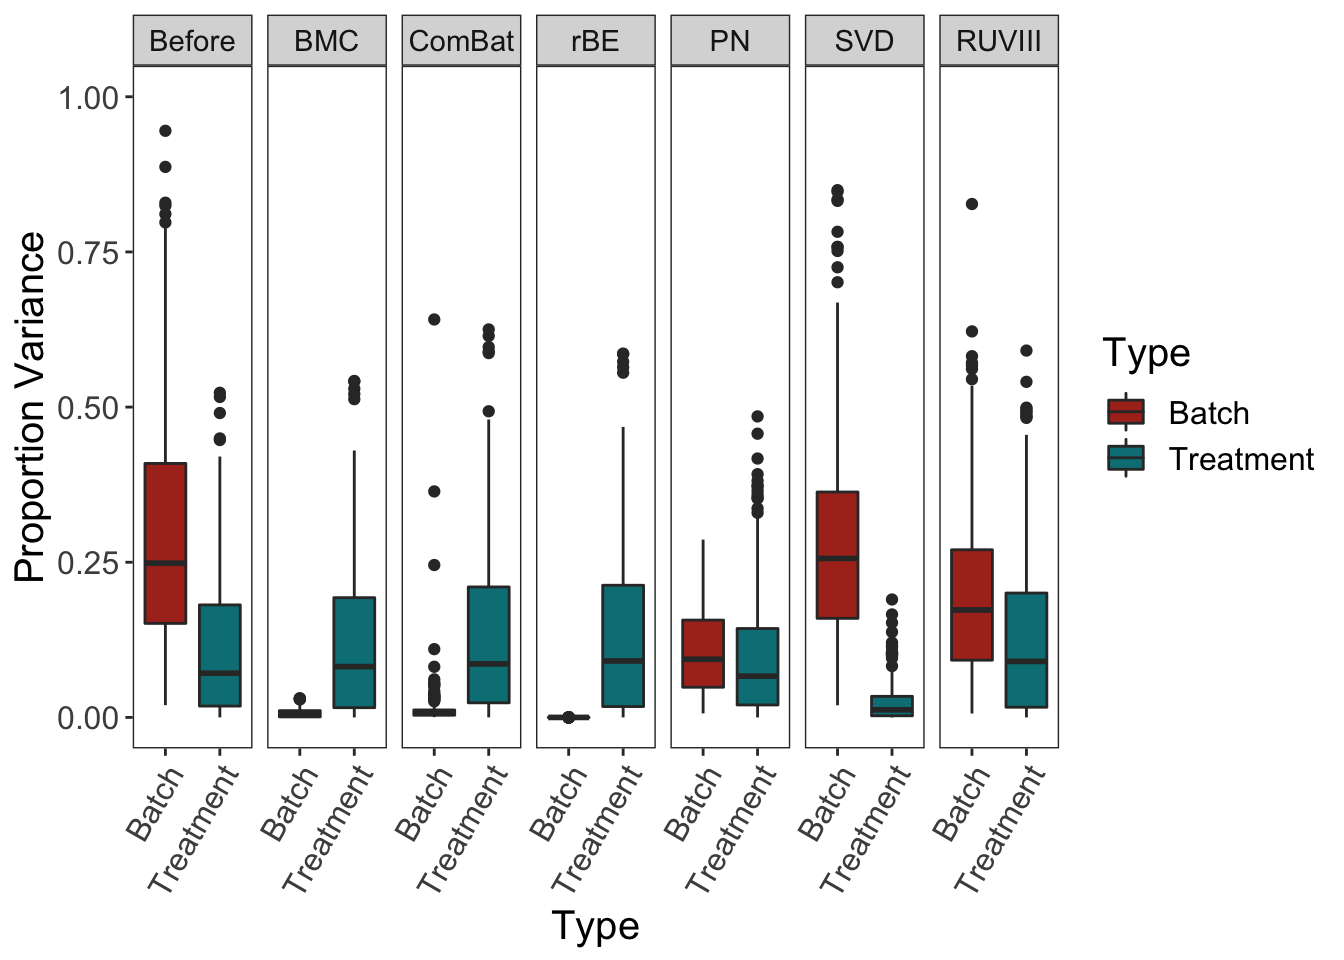 Before BMC ComBat rBE PN SVD RUVIII
1.00
0.75
0.50
0.25
0.00
Proportion Variance
Batch Treatment Batch Treatment Batch Treatment Batch Treatment Batch Treatment Batch Treatment Batch Treatment
Type
Type
Batch
Treatment